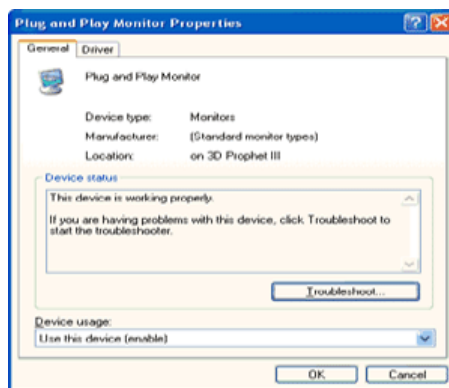 Plug and Play Monitor Properties
General Driver
Plug and Play Monitor
Device type: Monitors
Manufacturer: (Standard monitor types)
Location: on 3D Prophet III
Device status
This device is working properly.
If you are having problems with this device, click Troubleshoot to
start the troubleshooter.
Troubleshoot...
Device usage:
Use this device (enable)
OK Cancel